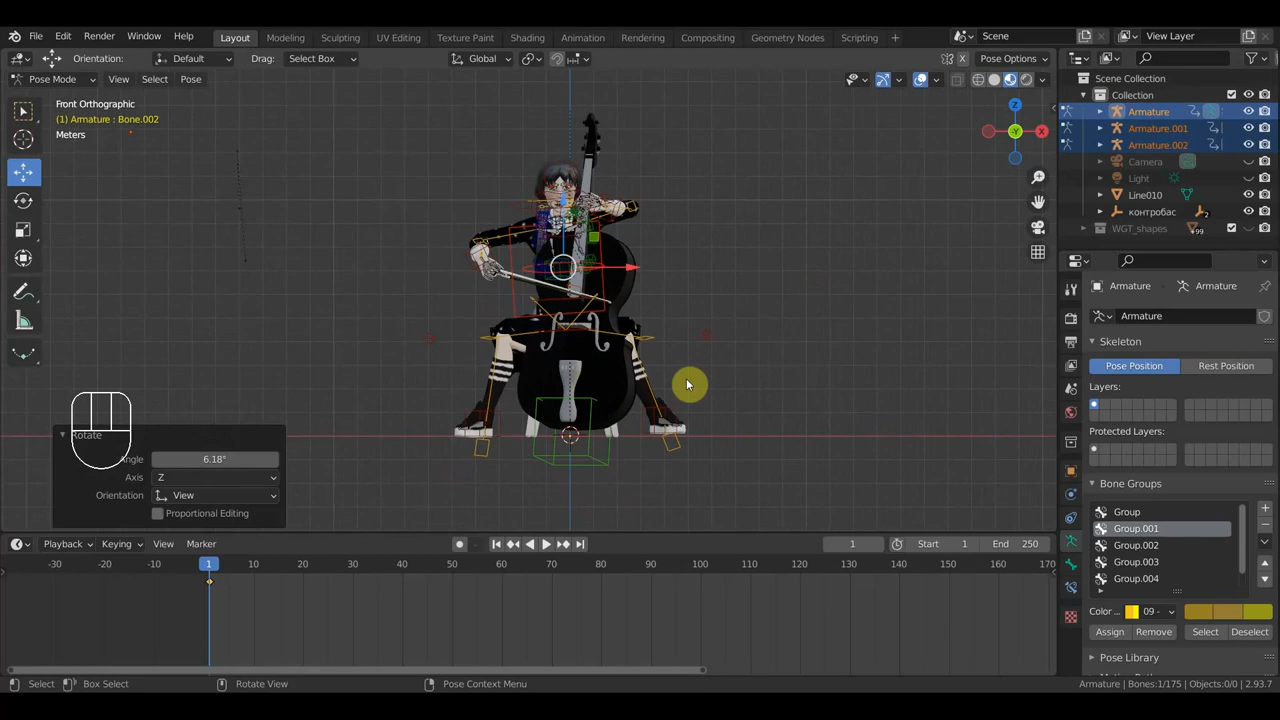 File Edit Render Window Help Layout Modeling Sculpting UV Editing Texture Paint Shading Animation Rendering Compositing Geometry Nodes Scripting + Scene View Layer
Orientation: Default Drag: Select Box Global X Pose Options
Pose Mode View Select Pose
Front Orthographic
(1) Armature : Bone.002
Meters
Z
X
-Y
Scene Collection
Collection
Armature
Armature.001
Armature.002
Camera
Light
Line010
контробас 2
WGT_shapes +99
Armature Armature
Armature
Skeleton
Pose Position Rest Position
Layers:
Protected Layers:
Bone Groups
Group
Group.001
Group.002
Group.003
Group.004
Color ... 09 -
Assign Remove Select Deselect
Pose Library
Rotate
Angle 6.18°
Axis Z
Orientation View
Proportional Editing
Playback Keying View Marker 1 Start 1 End 250
-30 -20 -10 1 10 20 30 40 50 60 70 80 90 100 110 120 130 140 150 160 170
Select Box Select Rotate View Pose Context Menu Armature | Bones:1/175 | Objects:0/0 | 2.93.7